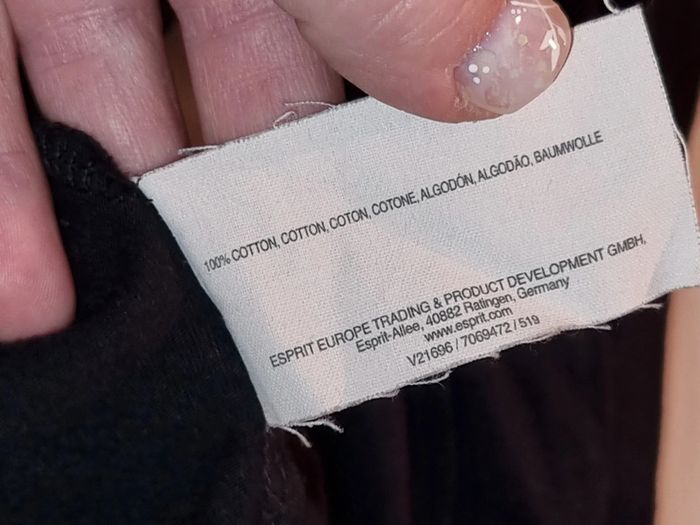 100% COTTON, COTTON, COTON, COTONE, ALGODÓN, ALGODÃO, BAUMWOLLE
ESPRIT EUROPE TRADING & PRODUCT DEVELOPMENT GMBH,
Esprit-Allee, 40882 Ratingen, Germany
www.esprit.com
V21696 / 7069472 / 519